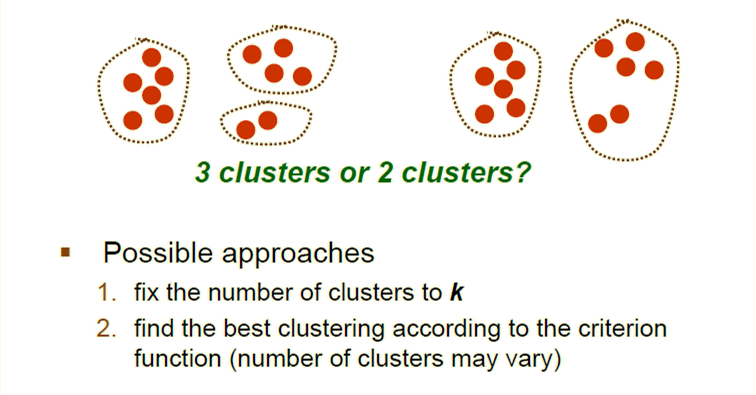 3 clusters or 2 clusters?
▪ Possible approaches
1. fix the number of clusters to k
2. find the best clustering according to the criterion
function (number of clusters may vary)